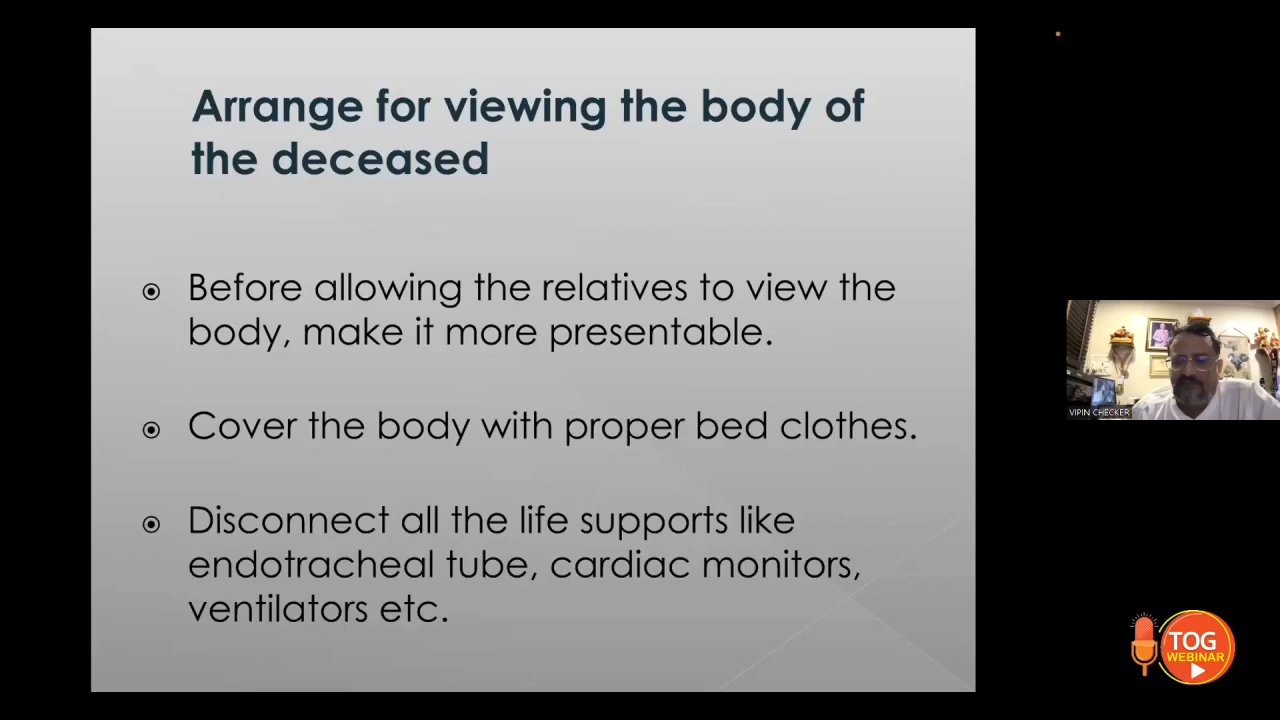 Arrange for viewing the body of
the deceased
Before allowing the relatives to view the
body, make it more presentable.
Cover the body with proper bed clothes.
Disconnect all the life supports like
endotracheal tube, cardiac monitors,
ventilators etc.
VIPIN CHECKER
TOG
WEBINAR